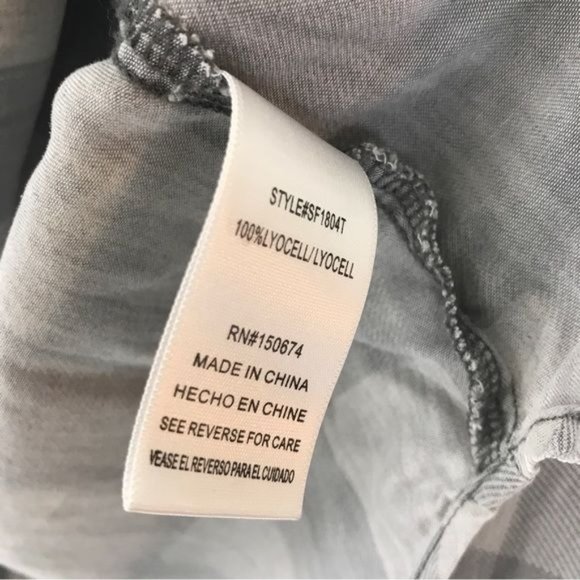 STYLE#SF1804T
100%LYOCELL/LYOCELL
RN#150674
MADE IN CHINA
HECHO EN CHINE
SEE REVERSE FOR CARE
VEASE EL REVERSO PARA EL CUIDADO